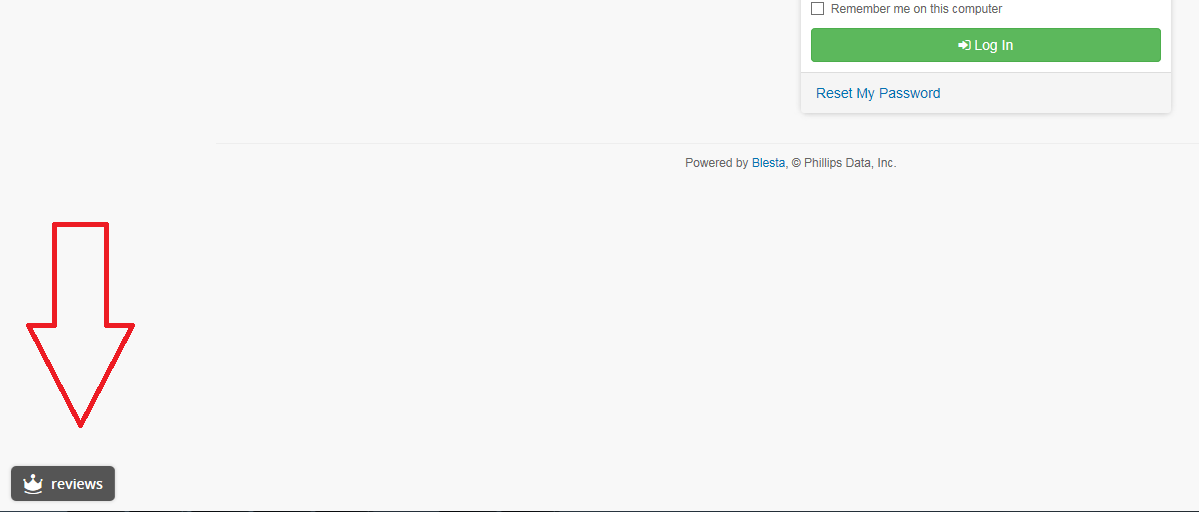 Remember me on this computer
Log In
Reset My Password
Powered by Blesta, © Phillips Data, Inc.
reviews